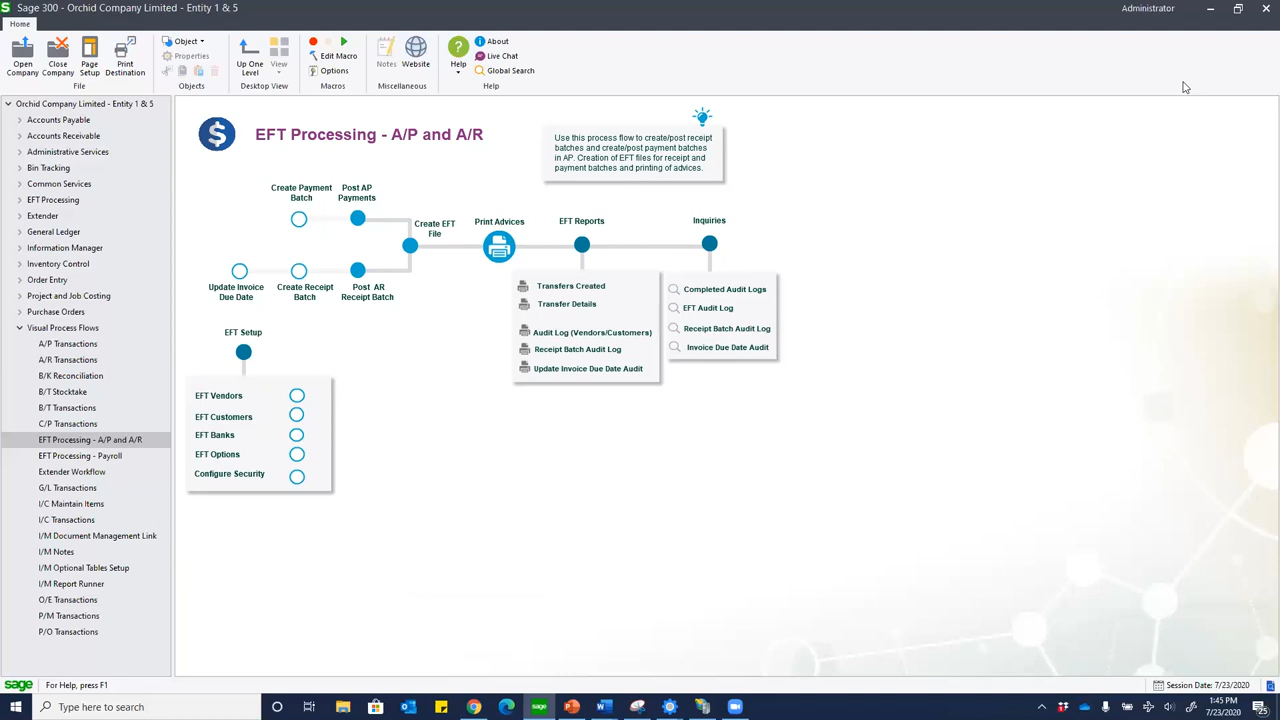 Sage 300 - Orchid Company Limited - Entity 1 & 5
Administrator
Home
Open Company
Close Company
Page Setup
Print Destination
File
Object
Properties
Objects
Up One Level
View
Desktop View
Edit Macro
Options
Macros
Notes
Website
Miscellaneous
Help
About
Live Chat
Global Search
Help
Orchid Company Limited - Entity 1 & 5
Accounts Payable
Accounts Receivable
Administrative Services
Bin Tracking
Common Services
EFT Processing
Extender
General Ledger
Information Manager
Inventory Control
Order Entry
Project and Job Costing
Purchase Orders
Visual Process Flows
A/P Transactions
A/R Transactions
B/K Reconciliation
B/T Stocktake
B/T Transactions
C/P Transactions
EFT Processing - A/P and A/R
EFT Processing - Payroll
Extender Workflow
G/L Transactions
I/C Maintain Items
I/C Transactions
I/M Document Management Link
I/M Notes
I/M Optional Tables Setup
I/M Report Runner
O/E Transactions
P/M Transactions
P/O Transactions
$
EFT Processing - A/P and A/R
Use this process flow to create/post receipt
batches and create/post payment batches
in AP. Creation of EFT files for receipt and
payment batches and printing of advices.
Create Payment
Batch
Post AP
Payments
Create EFT
File
Print Advices
EFT Reports
Inquiries
Update Invoice
Due Date
Create Receipt
Batch
Post AR
Receipt Batch
Transfers Created
Transfer Details
Audit Log (Vendors/Customers)
Receipt Batch Audit Log
Update Invoice Due Date Audit
Completed Audit Logs
EFT Audit Log
Receipt Batch Audit Log
Invoice Due Date Audit
EFT Setup
EFT Vendors
EFT Customers
EFT Banks
EFT Options
Configure Security
sage
For Help, press F1
Session Date: 7/23/2020
Type here to search
sage
1:45 PM
7/23/2020